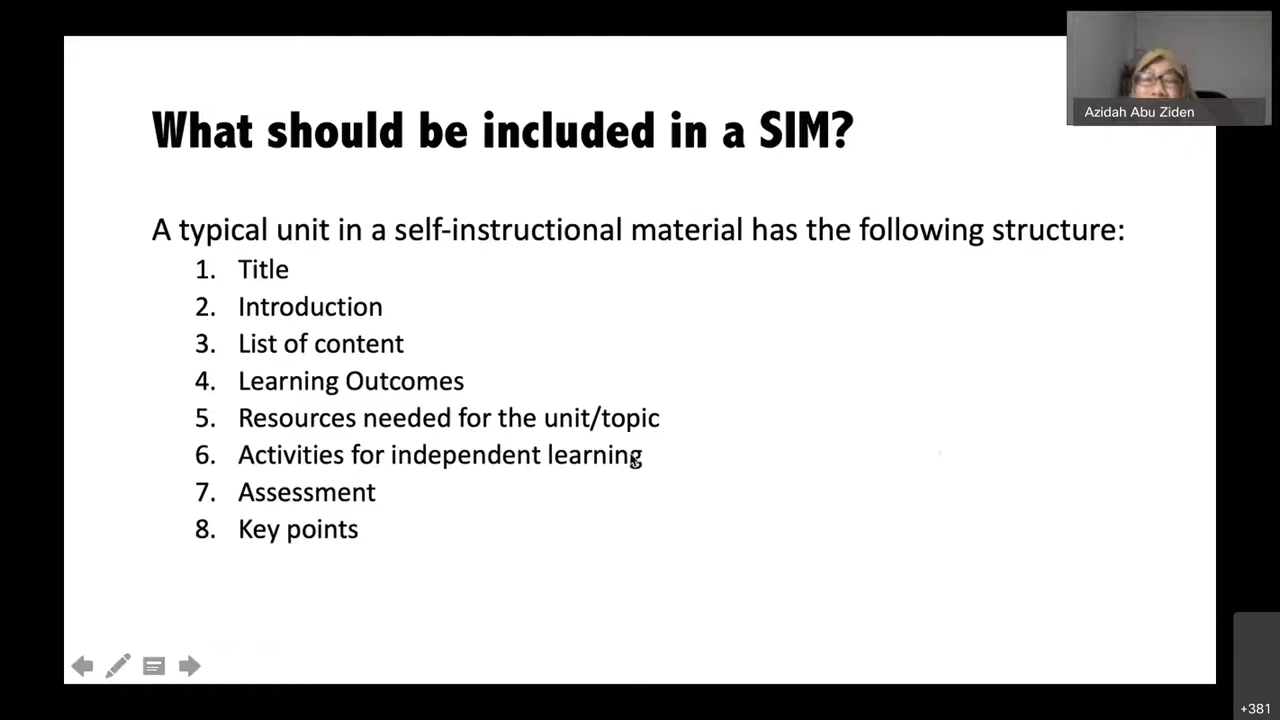 Azidah Abu Ziden
What should be included in a SIM?
A typical unit in a self-instructional material has the following structure:
1. Title
2. Introduction
3. List of content
4. Learning Outcomes
5. Resources needed for the unit/topic
6. Activities for independent learning
7. Assessment
8. Key points
+381